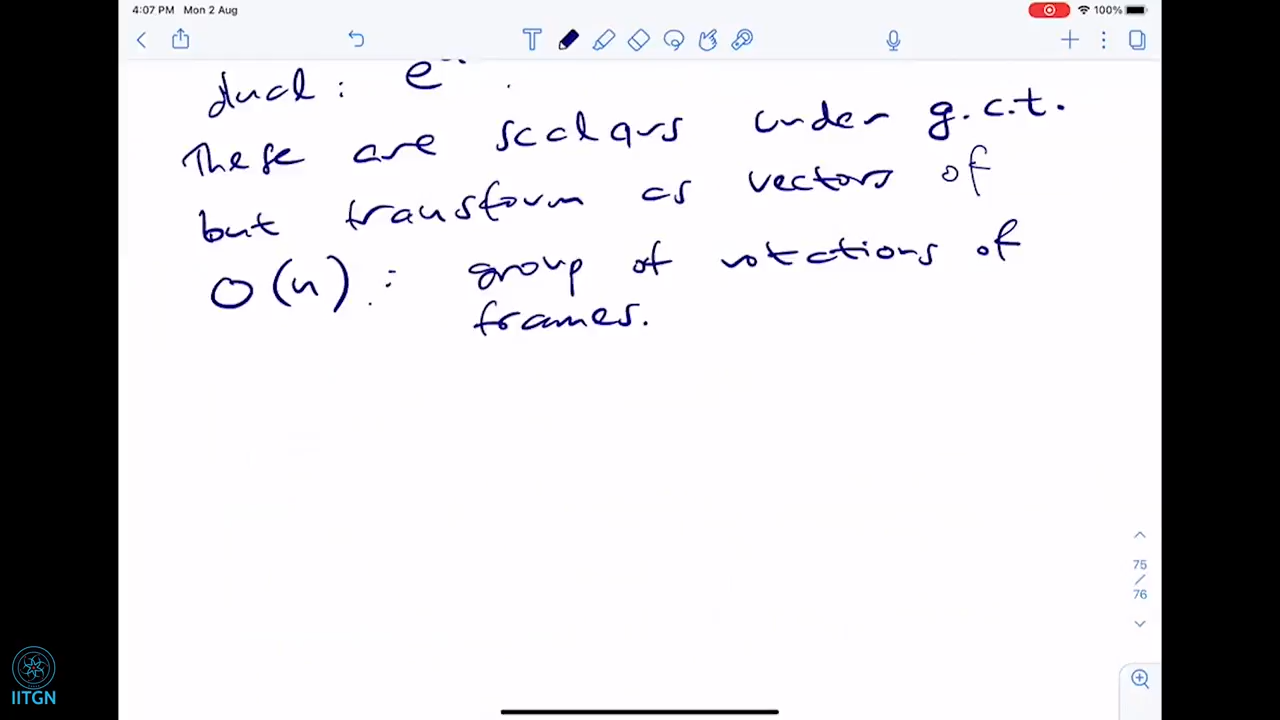 4:07 PM Mon 2 Aug
100%
dual: e
These are scalars under g.c.t.
but transform as vectors of
O(n): group of rotations of
frames.
75
/
76
IITGN